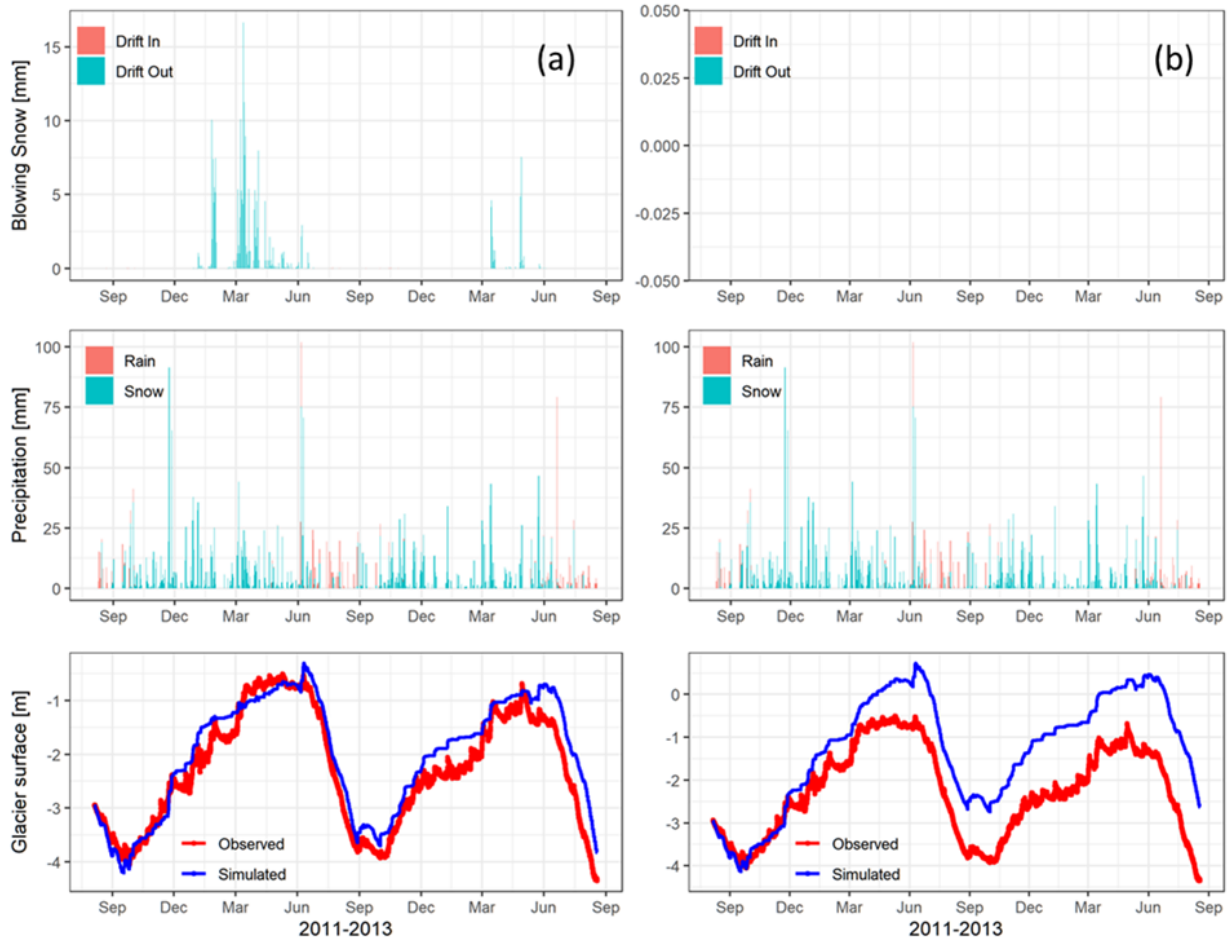 Blowing Snow [mm]
15
10
5
0
Drift In
Drift Out
(a)
Sep Dec Mar Jun Sep Dec Mar Jun Sep
0.050
0.025
0.000
-0.025
-0.050
Drift In
Drift Out
(b)
Sep Dec Mar Jun Sep Dec Mar Jun Sep
Precipitation [mm]
100
75
50
25
0
Rain
Snow
Sep Dec Mar Jun Sep Dec Mar Jun Sep
100
75
50
25
0
Rain
Snow
Sep Dec Mar Jun Sep Dec Mar Jun Sep
Glacier surface [m]
-1
-2
-3
-4
Observed
Simulated
Sep Dec Mar Jun Sep Dec Mar Jun Sep
2011-2013
0
-1
-2
-3
-4
Observed
Simulated
Sep Dec Mar Jun Sep Dec Mar Jun Sep
2011-2013